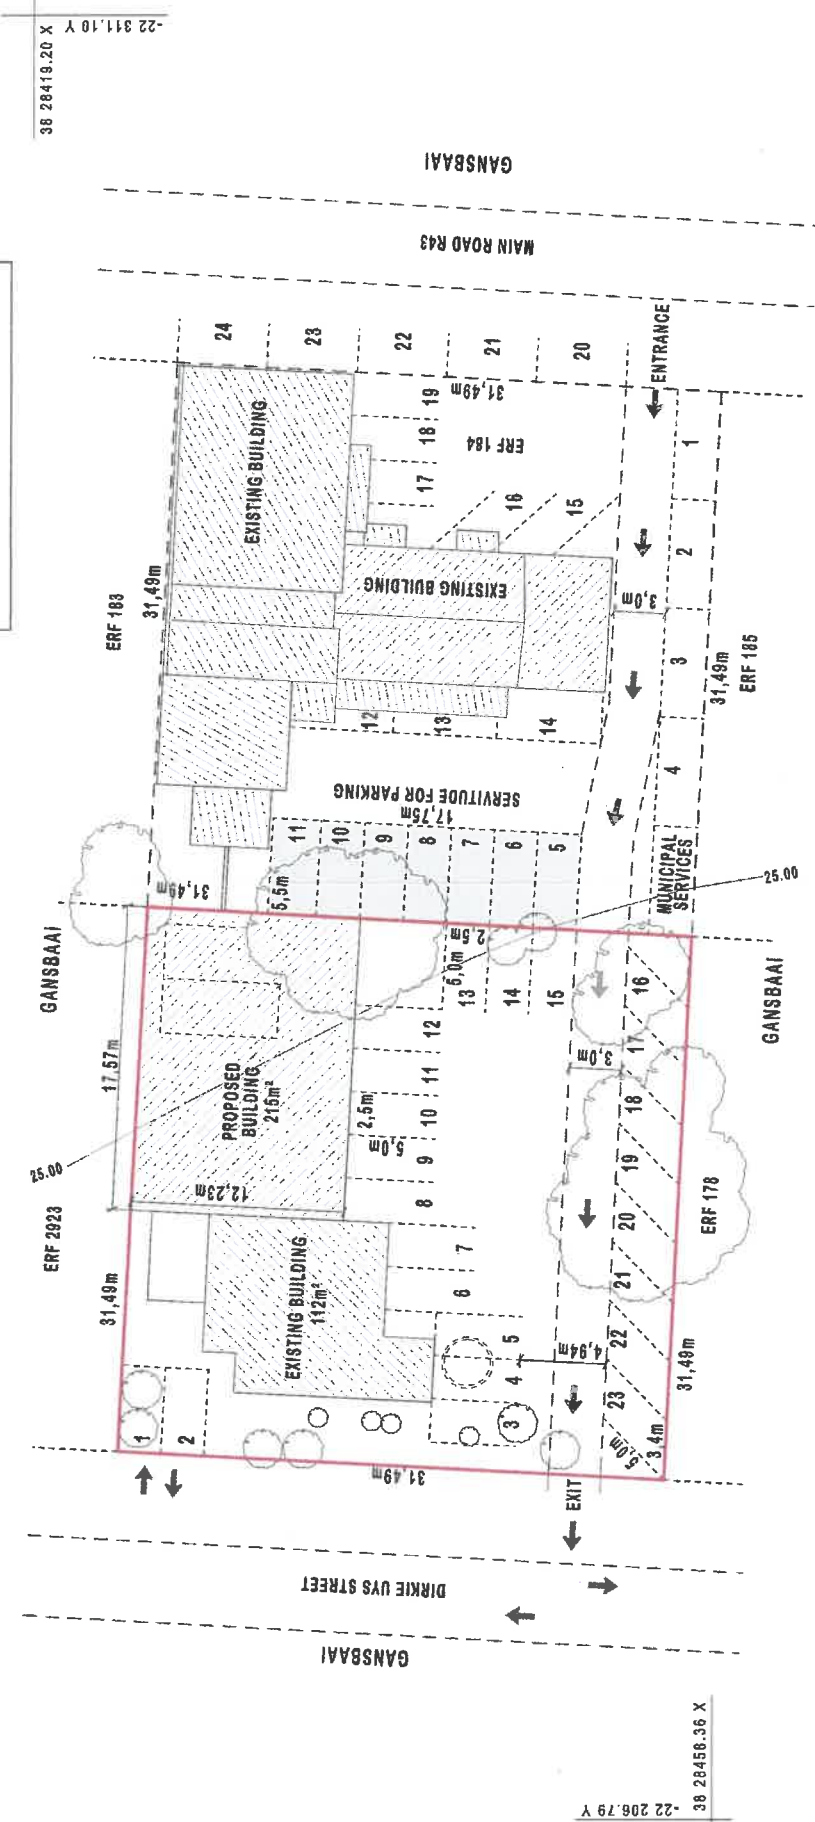 -22 311.10 Y
38 28419.20 X
GANSBAAI
MAIN ROAD R43
24
23
22
21
20
ENTRANCE
31,49m
19
18
17
ERF 184
EXISTING BUILDING
16
15
1
2
3
4
3,0m
EXISTING BUILDING
ERF 183
31,49m
31,49m
ERF 185
12
13
14
SERVITUDE FOR PARKING
17,75m
11
10
9
8
7
6
5
5,5m
MUNICIPAL
SERVICES
25.00
31,49m
GANSBAAI
2,5m
5,0m
13
14
15
16
17
18
19
20
21
22
23
GANSBAAI
17,57m
PROPOSED
BUILDING
215m²
12,23m
25.00
12
11
10
9
8
2,5m
5,0m
3,0m
7
6
5
4
3
ERF 2923
31,49m
EXISTING BUILDING
112m²
4,94m
ERF 178
31,49m
1
2
5,0m
3,4m
31,49m
EXIT
DIRKIE UYS STREET
GANSBAAI
-22 206.79 Y
38 28456.36 X